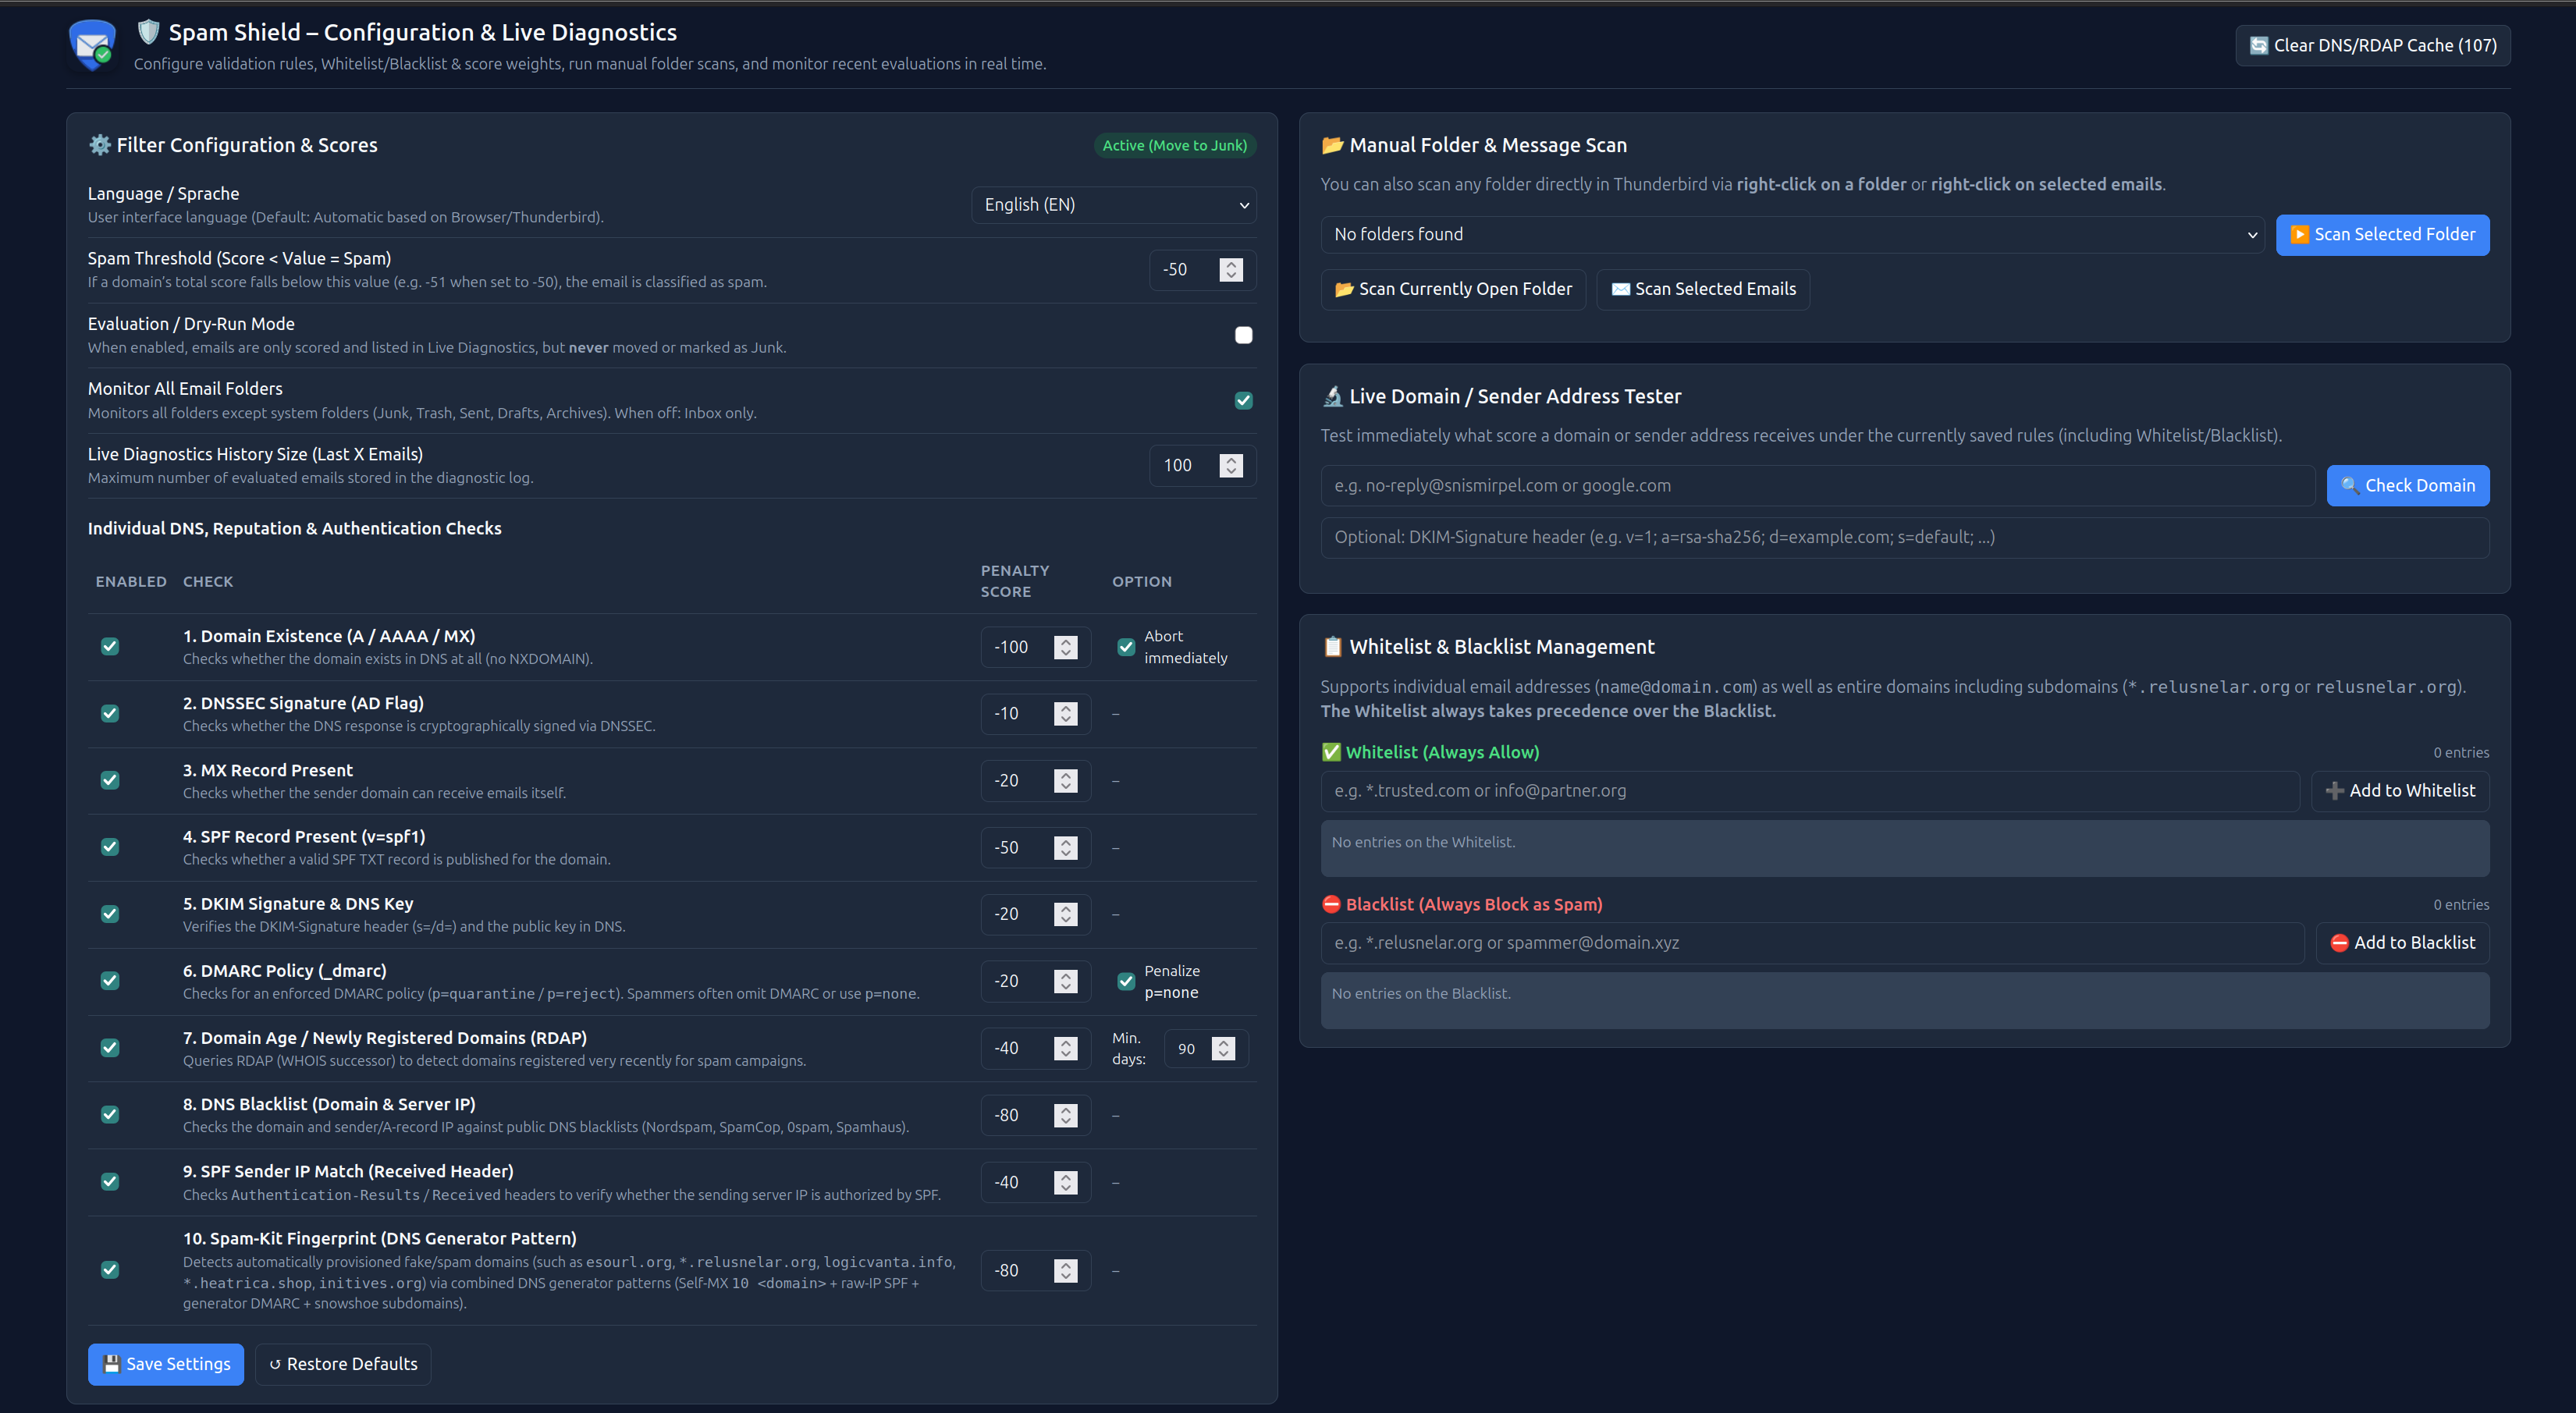 Spam Shield – Configuration & Live Diagnostics
Configure validation rules, Whitelist/Blacklist & score weights, run manual folder scans, and monitor recent evaluations in real time.
Clear DNS/RDAP Cache (107)
Filter Configuration & Scores
Active (Move to Junk)
Language / Sprache
User interface language (Default: Automatic based on Browser/Thunderbird).
English (EN)
Spam Threshold (Score < Value = Spam)
If a domain’s total score falls below this value (e.g. -51 when set to -50), the email is classified as spam.
-50
Evaluation / Dry-Run Mode
When enabled, emails are only scored and listed in Live Diagnostics, but never moved or marked as Junk.
Monitor All Email Folders
Monitors all folders except system folders (Junk, Trash, Sent, Drafts, Archives). When off: Inbox only.
Live Diagnostics History Size (Last X Emails)
Maximum number of evaluated emails stored in the diagnostic log.
100
Individual DNS, Reputation & Authentication Checks
ENABLED CHECK PENALTY SCORE OPTION
1. Domain Existence (A / AAAA / MX)
Checks whether the domain exists in DNS at all (no NXDOMAIN).
-100
Abort
immediately
2. DNSSEC Signature (AD Flag)
Checks whether the DNS response is cryptographically signed via DNSSEC.
-10
–
3. MX Record Present
Checks whether the sender domain can receive emails itself.
-20
–
4. SPF Record Present (v=spf1)
Checks whether a valid SPF TXT record is published for the domain.
-50
–
5. DKIM Signature & DNS Key
Verifies the DKIM-Signature header (s=/d=) and the public key in DNS.
-20
–
6. DMARC Policy (_dmarc)
Checks for an enforced DMARC policy (p=quarantine / p=reject). Spammers often omit DMARC or use p=none.
-20
Penalize
p=none
7. Domain Age / Newly Registered Domains (RDAP)
Queries RDAP (WHOIS successor) to detect domains registered very recently for spam campaigns.
-40
Min.
days:
90
8. DNS Blacklist (Domain & Server IP)
Checks the domain and sender/A-record IP against public DNS blacklists (Nordspam, SpamCop, 0spam, Spamhaus).
-80
–
9. SPF Sender IP Match (Received Header)
Checks Authentication-Results / Received headers to verify whether the sending server IP is authorized by SPF.
-40
–
10. Spam-Kit Fingerprint (DNS Generator Pattern)
Detects automatically provisioned fake/spam domains (such as esourl.org, *.relusnelar.org, logicvanta.info,
*.heatrica.shop, initives.org) via combined DNS generator patterns (Self-MX 10 <domain> + raw-IP SPF +
generator DMARC + snowshoe subdomains).
-80
–
Save Settings
↺ Restore Defaults
Manual Folder & Message Scan
You can also scan any folder directly in Thunderbird via right-click on a folder or right-click on selected emails.
No folders found
Scan Selected Folder
Scan Currently Open Folder
Scan Selected Emails
Live Domain / Sender Address Tester
Test immediately what score a domain or sender address receives under the currently saved rules (including Whitelist/Blacklist).
e.g. no-reply@snismirpel.com or google.com
Check Domain
Optional: DKIM-Signature header (e.g. v=1; a=rsa-sha256; d=example.com; s=default; ...)
Whitelist & Blacklist Management
Supports individual email addresses (name@domain.com) as well as entire domains including subdomains (*.relusnelar.org or relusnelar.org).
The Whitelist always takes precedence over the Blacklist.
Whitelist (Always Allow)
0 entries
e.g. *.trusted.com or info@partner.org
Add to Whitelist
No entries on the Whitelist.
Blacklist (Always Block as Spam)
0 entries
e.g. *.relusnelar.org or spammer@domain.xyz
Add to Blacklist
No entries on the Blacklist.